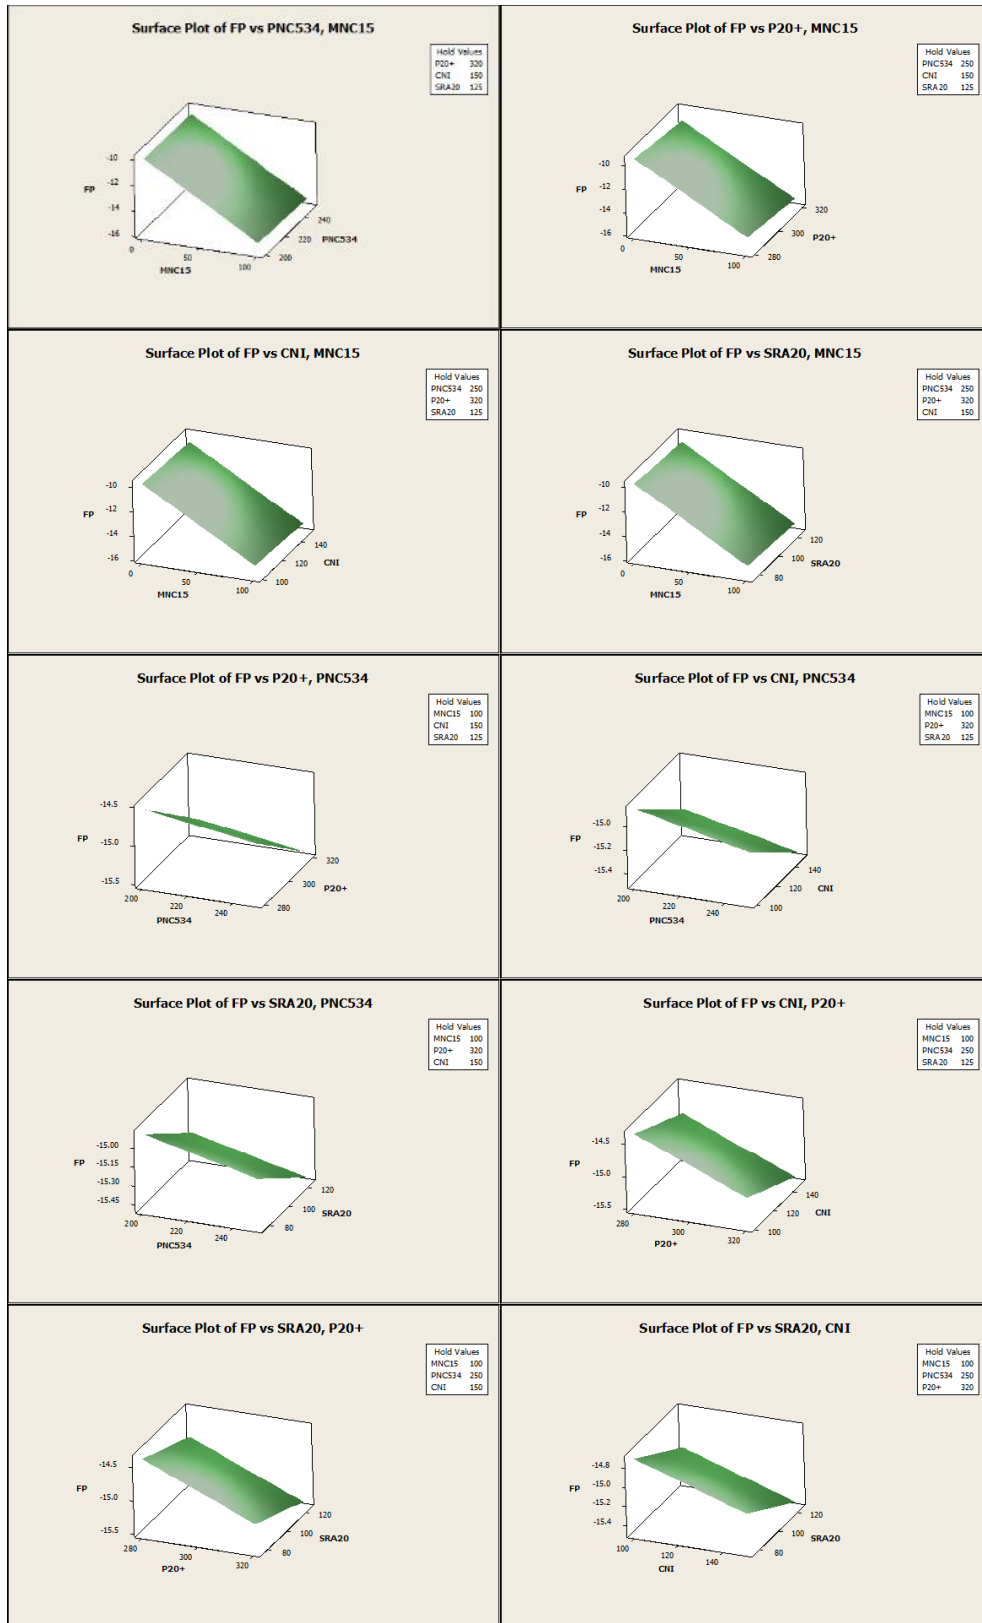 Surface Plot of FP vs PNC534, MNC15
Hold Values
P20+ 320
CNI 150
SRA20 125
-10
-12
-14
-16
FP
0
50
100
MNC15
200
220
240
PNC534
Surface Plot of FP vs P20+, MNC15
Hold Values
PNC534 250
CNI 150
SRA20 125
-10
-12
-14
-16
FP
0
50
100
MNC15
280
300
320
P20+
Surface Plot of FP vs CNI, MNC15
Hold Values
PNC534 250
P20+ 320
SRA20 125
-10
-12
-14
-16
FP
0
50
100
MNC15
100
120
140
CNI
Surface Plot of FP vs SRA20, MNC15
Hold Values
PNC534 250
P20+ 320
CNI 150
-10
-12
-14
-16
FP
0
50
100
MNC15
80
100
120
SRA20
Surface Plot of FP vs P20+, PNC534
Hold Values
MNC15 100
CNI 150
SRA20 125
-14.5
-15.0
-15.5
FP
200
220
240
PNC534
280
300
320
P20+
Surface Plot of FP vs CNI, PNC534
Hold Values
MNC15 100
P20+ 320
SRA20 125
-15.0
-15.2
-15.4
FP
200
220
240
PNC534
100
120
140
CNI
Surface Plot of FP vs SRA20, PNC534
Hold Values
MNC15 100
P20+ 320
CNI 150
-15.00
-15.15
-15.30
-15.45
FP
200
220
240
PNC534
80
100
120
SRA20
Surface Plot of FP vs CNI, P20+
Hold Values
MNC15 100
PNC534 250
SRA20 125
-14.5
-15.0
-15.5
FP
280
300
320
P20+
100
120
140
CNI
Surface Plot of FP vs SRA20, P20+
Hold Values
MNC15 100
PNC534 250
CNI 150
-14.5
-15.0
-15.5
FP
280
300
320
P20+
80
100
120
SRA20
Surface Plot of FP vs SRA20, CNI
Hold Values
MNC15 100
PNC534 250
P20+ 320
-14.8
-15.0
-15.2
-15.4
FP
100
120
140
CNI
80
100
120
SRA20